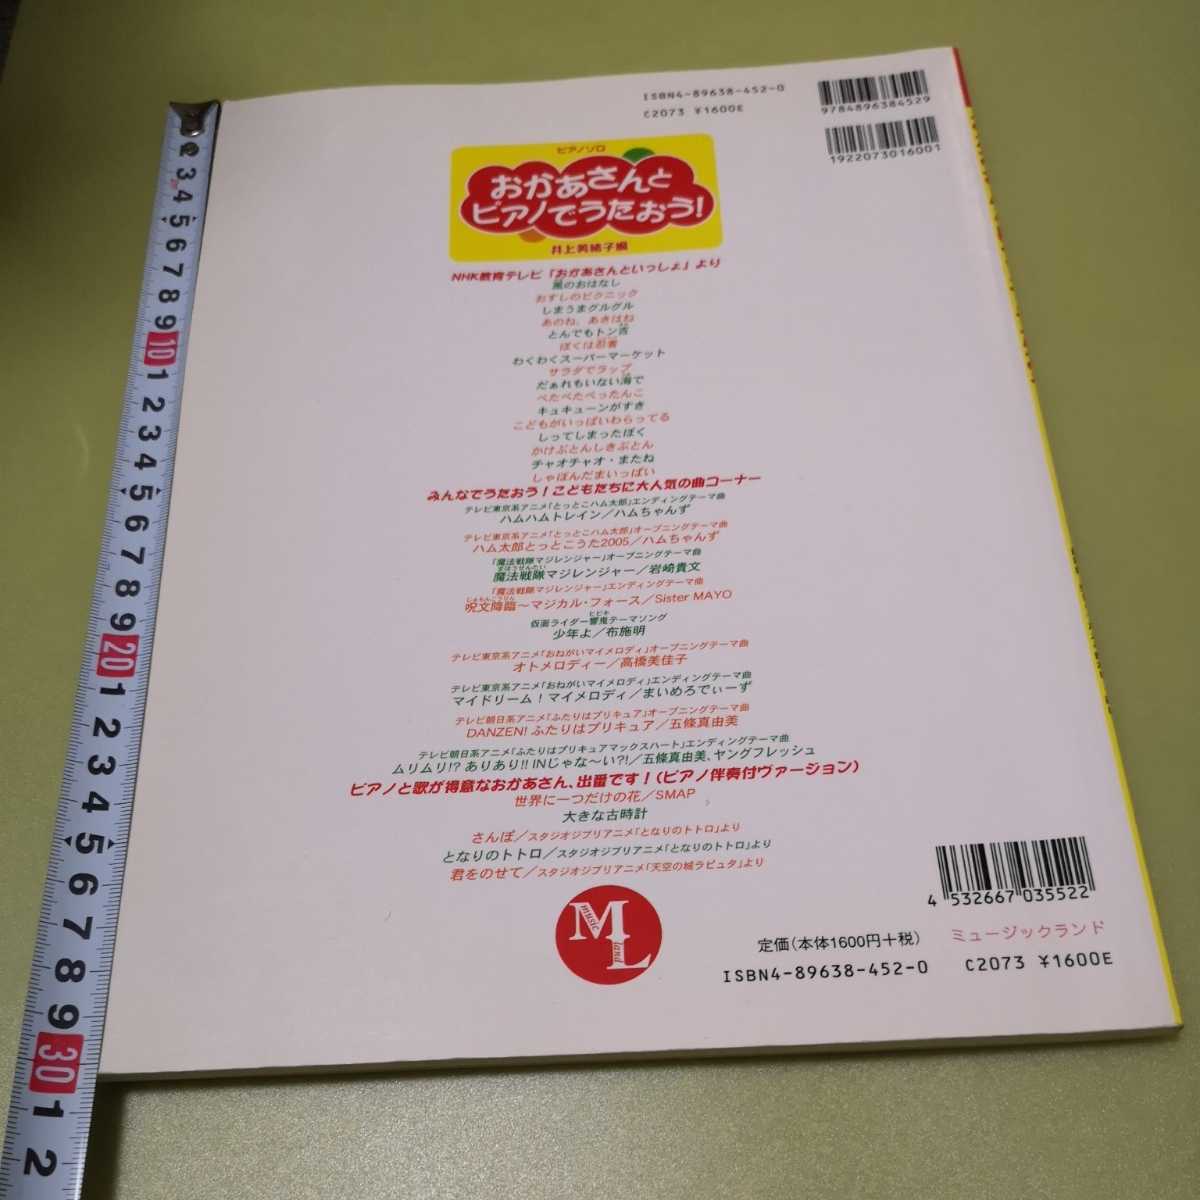 ISBN4-89638-452-0
C2073 ¥1600E
9784896384529
1922073016001
ピアノソロ
おかあさんと
ピアノでうたおう!
井上美緒子編
NHK教育テレビ「おかあさんといっしょ」より
風のおはなし
おすしのピクニック
しまうまグルグル
あのね、あきはね
とんでもトン吉
ぼくは忍者
わくわくスーパーマーケット
サラダでラップ
だぁれもいない海で
ぺたぺたぺったんこ
キュキューンがすき
こどもがいっぱいわらってる
しってしまったぼく
かけぶとんしきぶとん
チャオチャオ・またね
しゃぼんだまいっぱい
みんなでうたおう!こどもたちに大人気の曲コーナー
テレビ東京系アニメ「とっとこハム太郎」エンディングテーマ曲
ハムハムトレイン／ハムちゃんず
テレビ東京系アニメ「とっとこハム太郎」オープニングテーマ曲
ハム太郎とっとこうた2005／ハムちゃんず
「魔法戦隊マジレンジャー」オープニングテーマ曲
魔法戦隊マジレンジャー／岩崎貴文
「魔法戦隊マジレンジャー」エンディングテーマ曲
呪文降臨〜マジカル・フォース／Sister MAYO
仮面ライダー響鬼テーマソング
少年よ／布施明
テレビ東京系アニメ「おねがいマイメロディ」オープニングテーマ曲
オトメロディー／高橋美佳子
テレビ東京系アニメ「おねがいマイメロディ」エンディングテーマ曲
マイドリーム!マイメロディ／まいめろでぃーず
テレビ朝日系アニメ「ふたりはプリキュア」オープニングテーマ曲
DANZEN! ふたりはプリキュア／五條真由美
テレビ朝日系アニメ「ふたりはプリキュアマックスハート」エンディングテーマ曲
ムリムリ!? ありあり!! INじゃな〜い?!／五條真由美、ヤングフレッシュ
ピアノと歌が得意なおかあさん、出番です!(ピアノ伴奏付ヴァージョン)
世界に一つだけの花／SMAP
大きな古時計
さんぽ／スタジオジブリアニメ「となりのトトロ」より
となりのトトロ／スタジオジブリアニメ「となりのトトロ」より
君をのせて／スタジオジブリアニメ「天空の城ラピュタ」より
music
ML
land
4 532667 035522
定価(本体1600円+税)
ミュージックランド
ISBN4-89638-452-0
C2073 ¥1600E
2 3 4 5 6 7 8 9 10 1 2 3 4 5 6 7 8 9 20 1 2 3 4 5 6 7 8 9 30 1 2